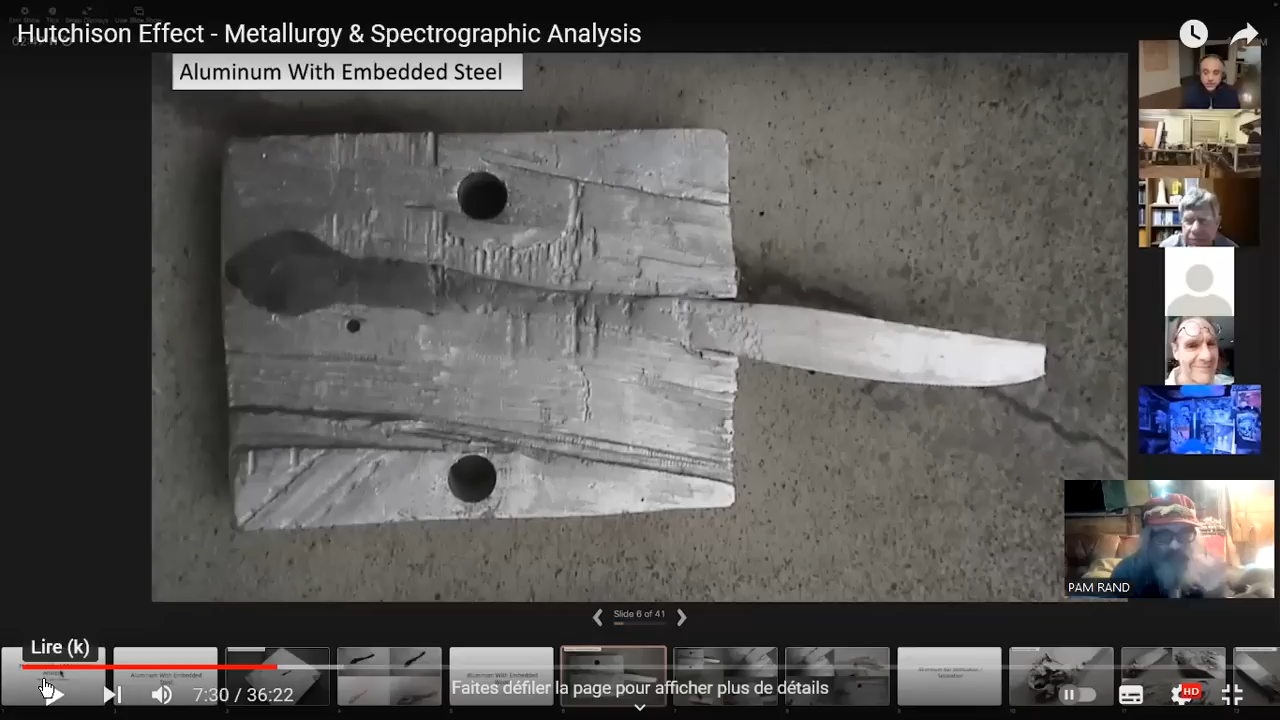 Hutchison Effect - Metallurgy & Spectrographic Analysis
Aluminum With Embedded Steel
PAM RAND
Slide 6 of 41
Lire (k)
7:30 / 36:22
Faites défiler la page pour afficher plus de détails
HD